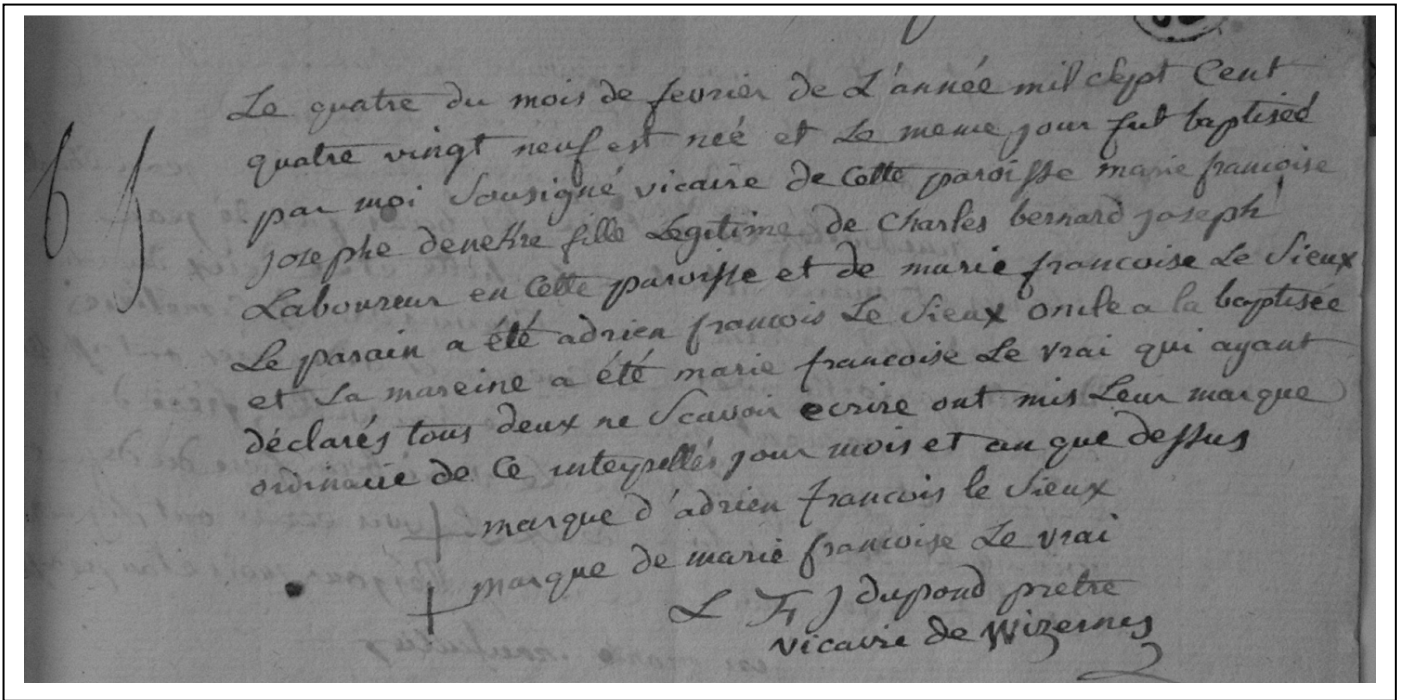 Le quatre du mois de fevrier de L'année mil sept Cent
quatre vingt neuf est neé et Le meme jour fut baptiseé
par moi Sousigné vicaire de Cette paroisse marie francoise
josephe denettre fille Legitime de Charles bernard joseph
Laboureur en Cette paroisse et de marie francoise Le Sieux
Le parain a été adrien francois Le Sieux oncle a la baptisée
et La mareine a été marie francoise Le vrai qui ayant
déclarés tous deux ne Scavoir ecrire ont mis Leur marque
ordinaire de Ce interpellés jour mois et an que dessus
marque d'adrien francois le Sieux
marque de marie francoise Le vrai
L F J dupond pretre
vicaire de Wizernes